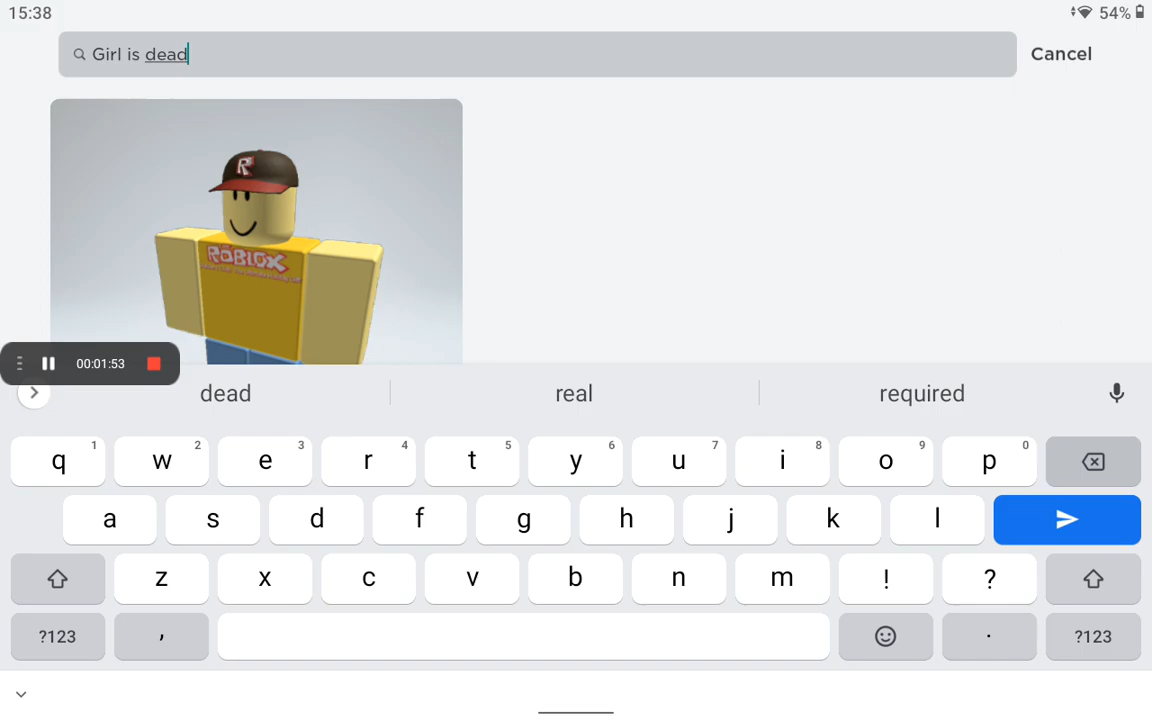 15:38
54%
Girl is dead
Cancel
R
ROBLOX
00:01:53
dead real required
q 1 w 2 e 3 r 4 t 5 y 6 u 7 i 8 o 9 p 0
a s d f g h j k l
z x c v b n m ! ?
?123 , . ?123